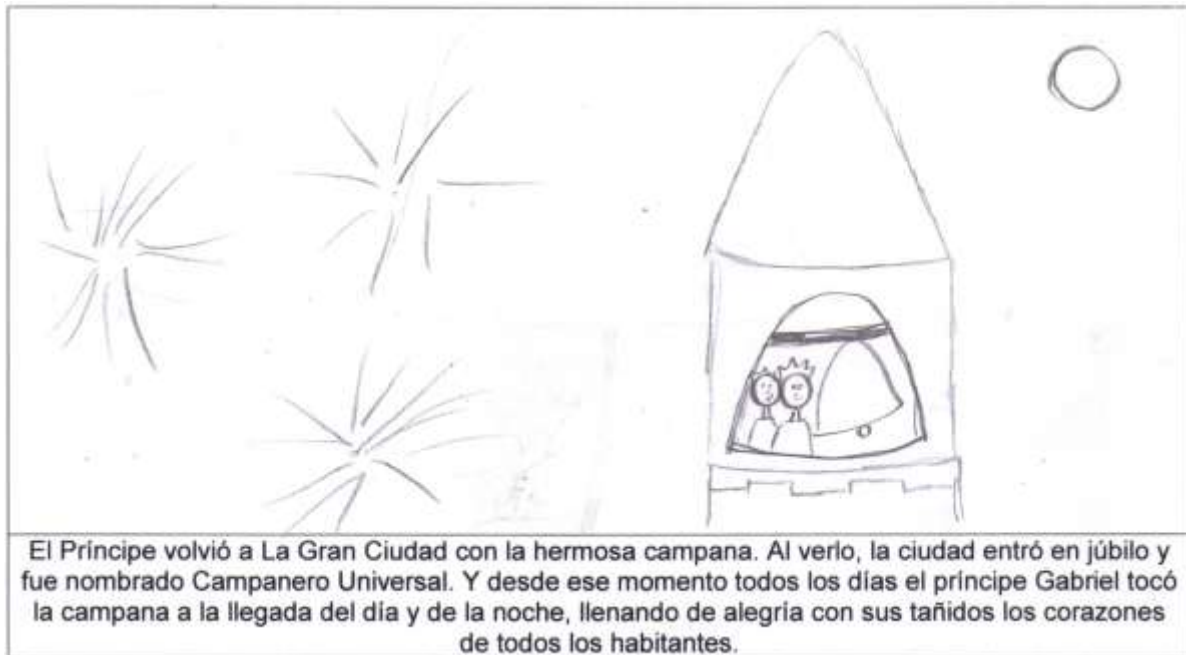 El Príncipe volvió a La Gran Ciudad con la hermosa campana. Al verlo, la ciudad entró en júbilo y
fue nombrado Campanero Universal. Y desde ese momento todos los días el príncipe Gabriel tocó
la campana a la llegada del día y de la noche, llenando de alegría con sus tañidos los corazones
de todos los habitantes.